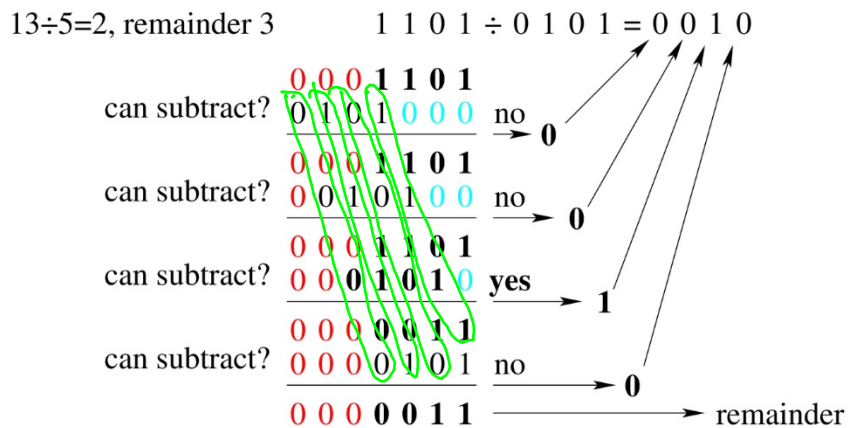 13÷5=2, remainder 3 1 1 0 1 ÷ 0 1 0 1 = 0 0 1 0
0 0 0 1 1 0 1
can subtract? 0 1 0 1 0 0 0 no 0
0 0 0 1 1 0 1
can subtract? 0 0 1 0 1 0 0 no 0
0 0 0 1 1 0 1
can subtract? 0 0 0 1 0 1 0 yes 1
0 0 0 0 0 1 1
can subtract? 0 0 0 0 1 0 1 no 0
0 0 0 0 0 1 1 remainder